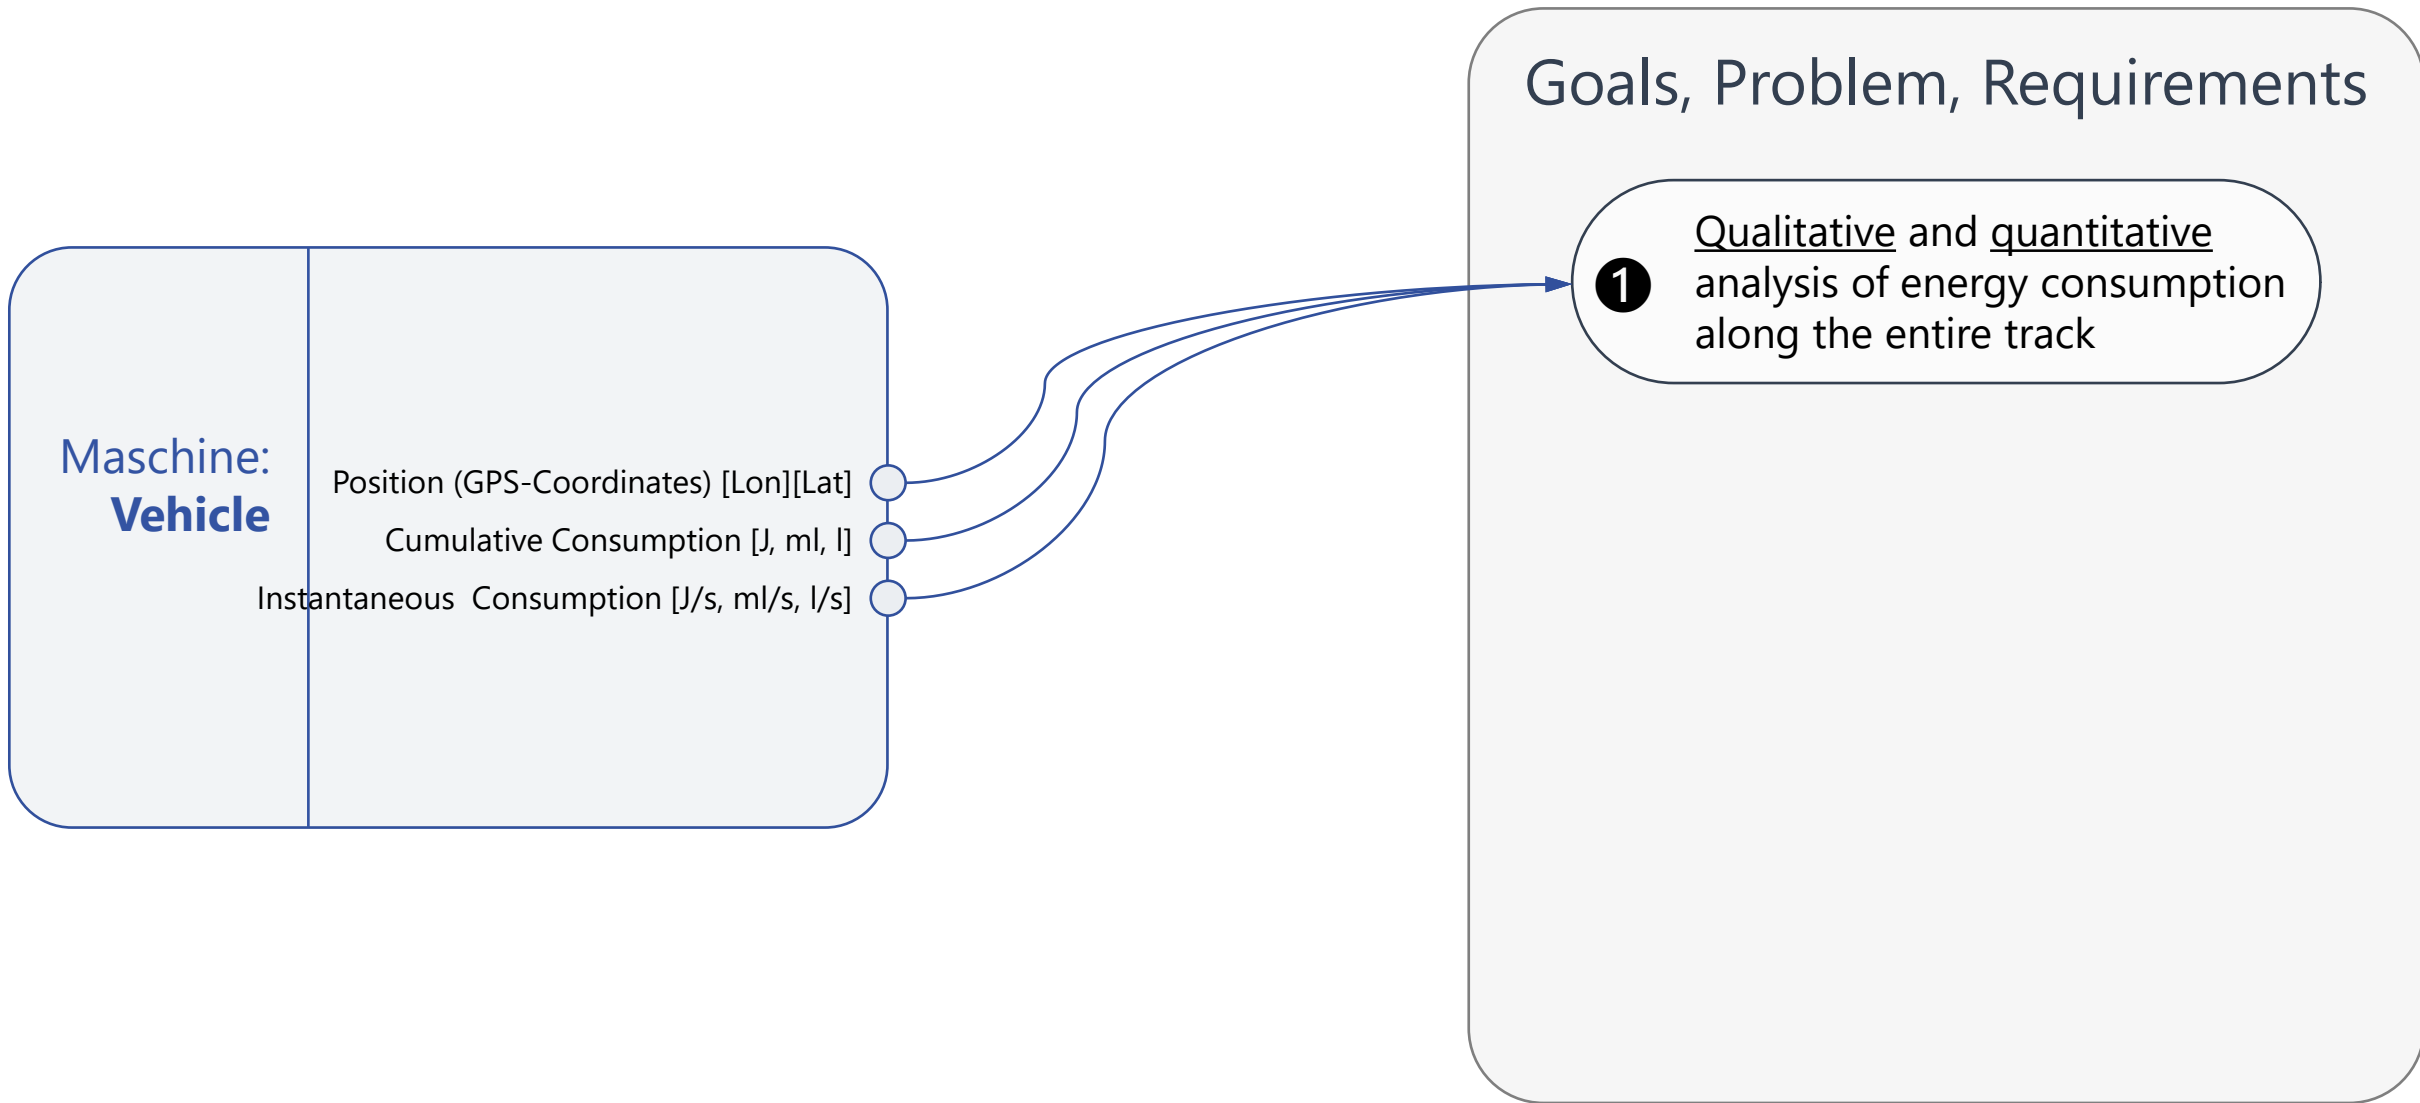 Goals, Problem, Requirements
❶
Qualitative and quantitative
analysis of energy consumption
along the entire track
Maschine:
Vehicle
Position (GPS-Coordinates) [Lon][Lat]
Cumulative Consumption [J, ml, l]
Instantaneous  Consumption [J/s, ml/s, l/s]